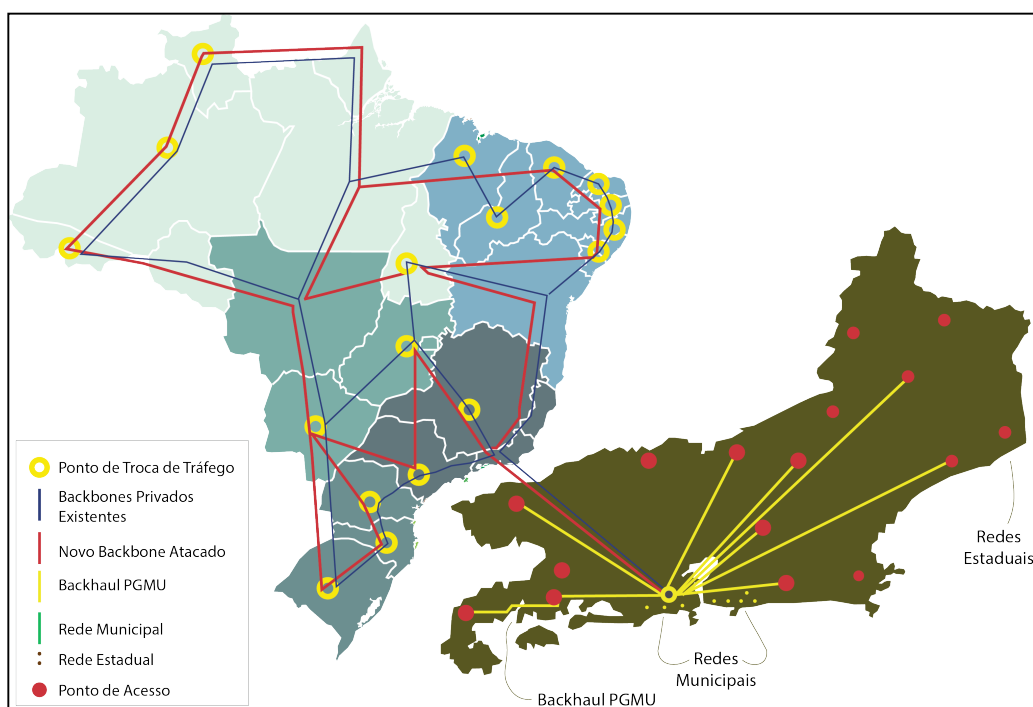 Ponto de Troca de Tráfego
Backbones Privados
Existentes
Novo Backbone Atacado
Backhaul PGMU
Rede Municipal
Rede Estadual
Ponto de Acesso
Redes
Estaduais
Redes
Municipais
Backhaul PGMU